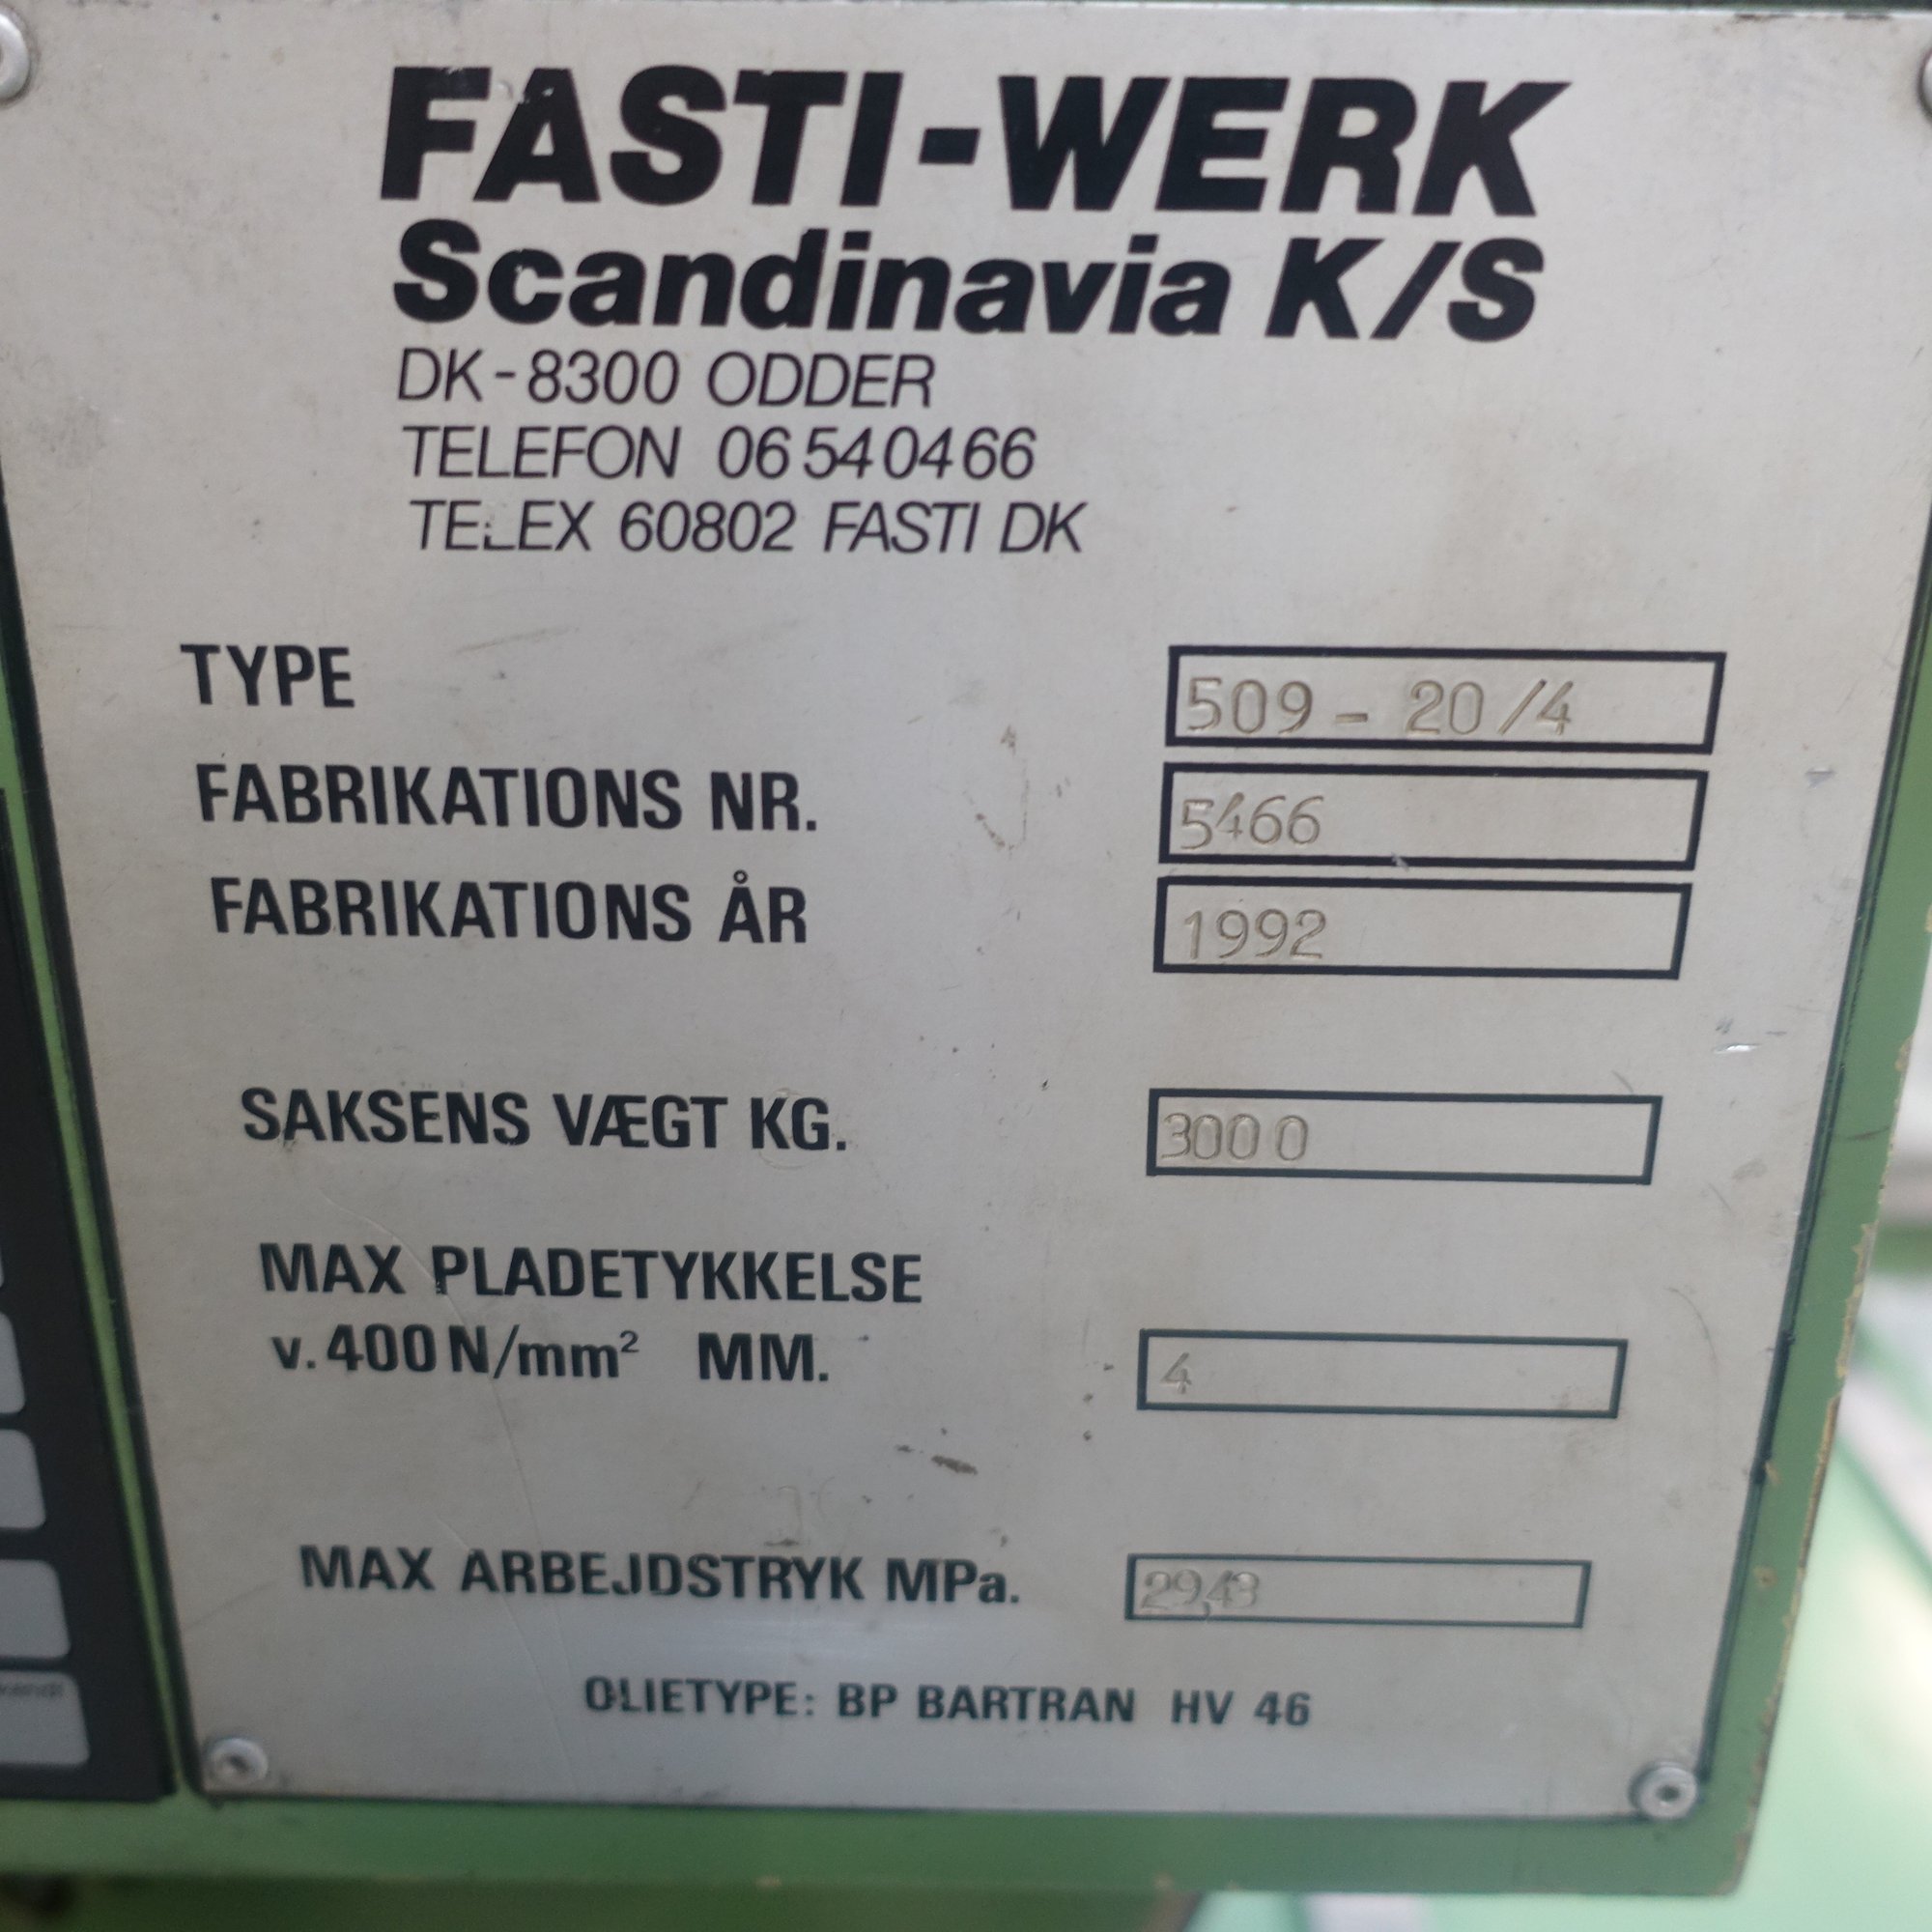 FASTI-WERK
Scandinavia K/S
DK-8300 ODDER
TELEFON 06 54 04 66
TELEX 60802 FASTI DK
TYPE 509 - 20/4
FABRIKATIONS NR. 5466
FABRIKATIONS ÅR 1992
SAKSENS VÆGT KG. 3000
MAX PLADETYKKELSE
v. 400 N/mm² MM. 4
MAX ARBEJDSTRYK MPa. 29,43
OLIETYPE: BP BARTRAN HV 46